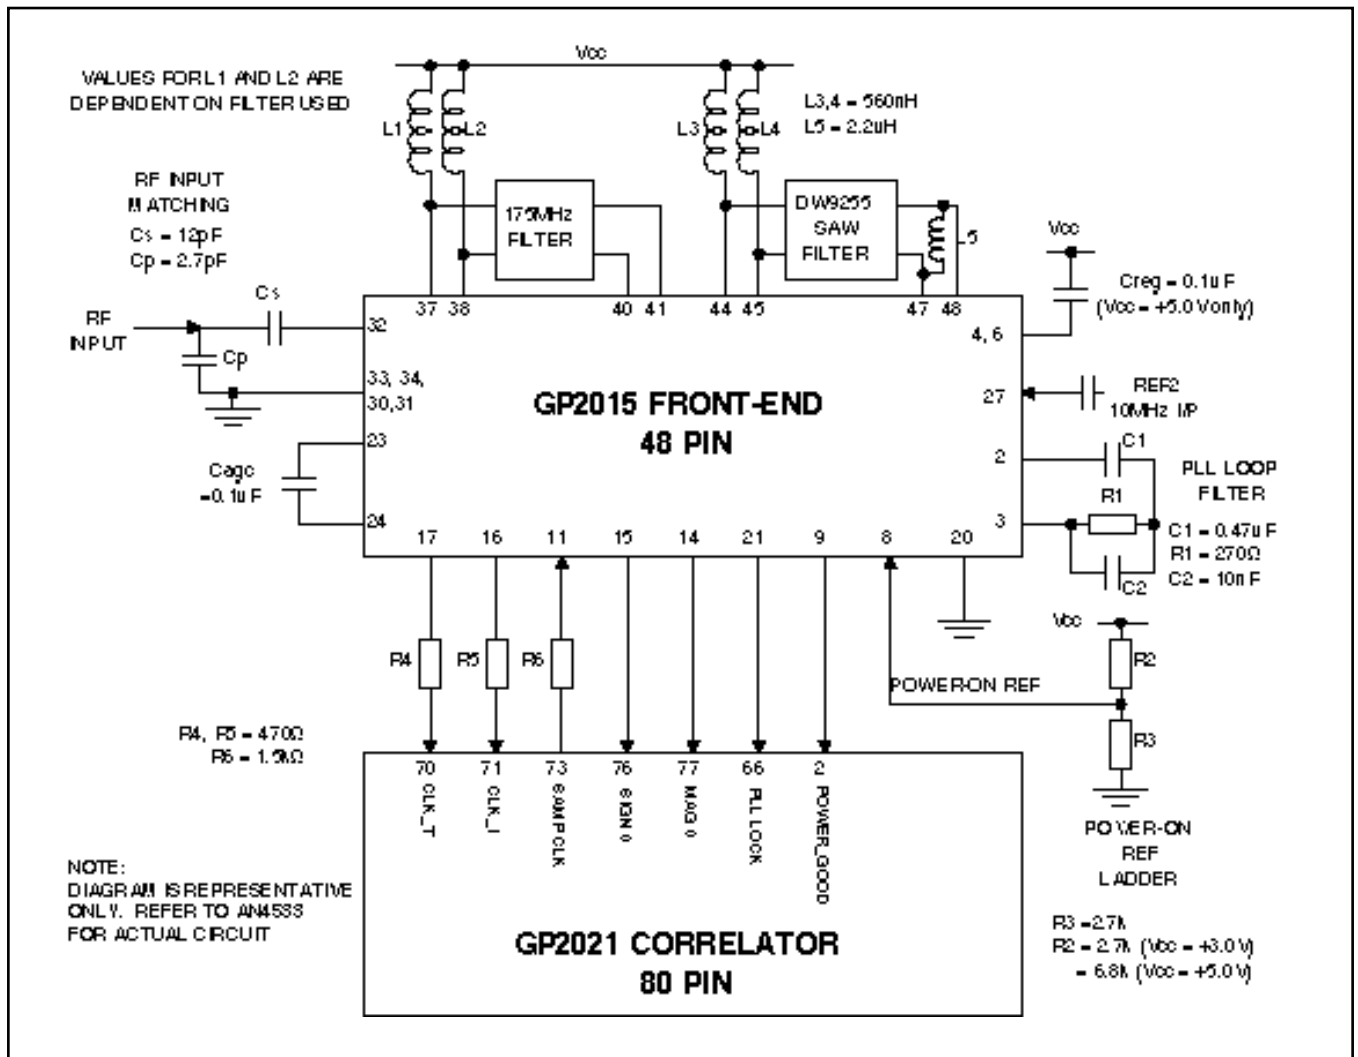 Vcc
VALUES FOR L1 AND L2 ARE
DEPENDENT ON FILTER USED
L1
L2
L3
L4
L3,4 = 560nH
L5 = 2.2uH
RF INPUT
MATCHING
Cs = 12pF
Cp = 2.7pF
175MHz
FILTER
DW9255
SAW
FILTER
L5
Vcc
Creg = 0.1uF
(Vcc = +5.0V only)
Cs
RF
INPUT
Cp
37
38
40
41
44
45
47
48
32
4, 6
33, 34,
30,31
27
REF2
10MHz I/P
GP2015 FRONT-END
48 PIN
23
Cagc
=0.1uF
24
2
3
C1
R1
C2
PLL LOOP
FILTER
C1 = 0.47uF
R1 = 270Ω
C2 = 10nF
17
16
11
15
14
21
9
8
20
R4
R5
R6
Vcc
R2
POWER-ON REF
R3
R4, R5 = 470Ω
R6 = 1.5kΩ
70
71
73
76
77
66
2
CLK_T
CLK_I
SAMPCLK
SIGN0
MAG0
PLL LOCK
POWER_GOOD
POWER-ON
REF
LADDER
NOTE:
DIAGRAM IS REPRESENTATIVE
ONLY. REFER TO AN4533
FOR ACTUAL CIRCUIT
GP2021 CORRELATOR
80 PIN
R3 =2.7k
R2 = 2.7k (Vcc = +3.0V)
= 6.8k (Vcc = +5.0V)